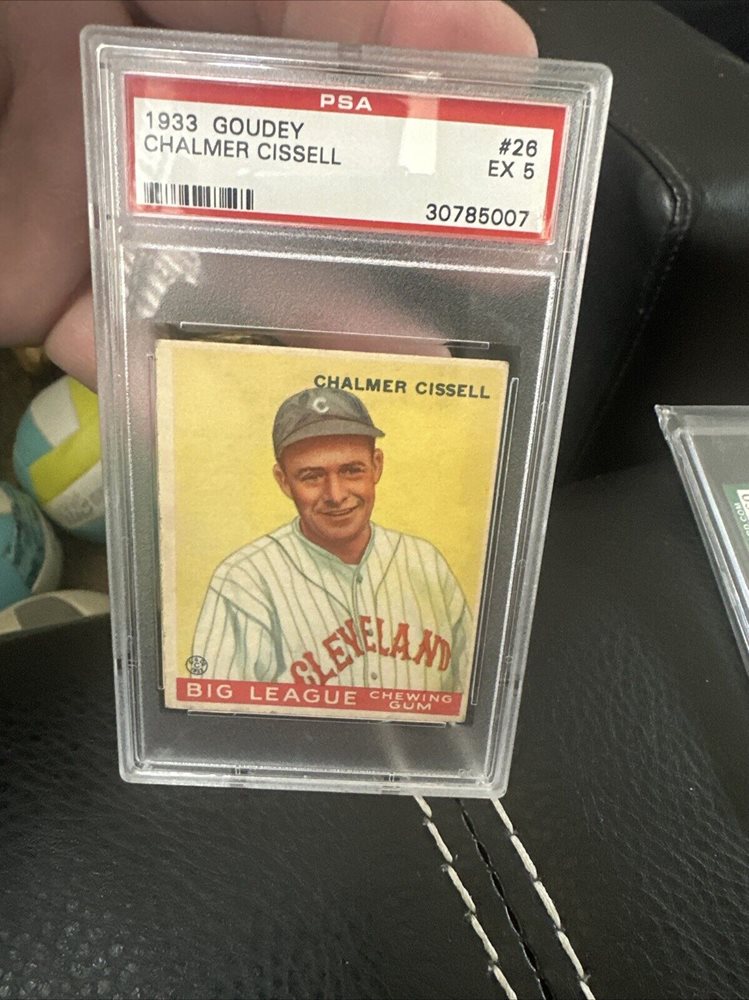 PSA
1933 GOUDEY #26
CHALMER CISSELL EX 5
30785007
CHALMER CISSELL
C
CLEVELAND
BIG LEAGUE CHEWING GUM